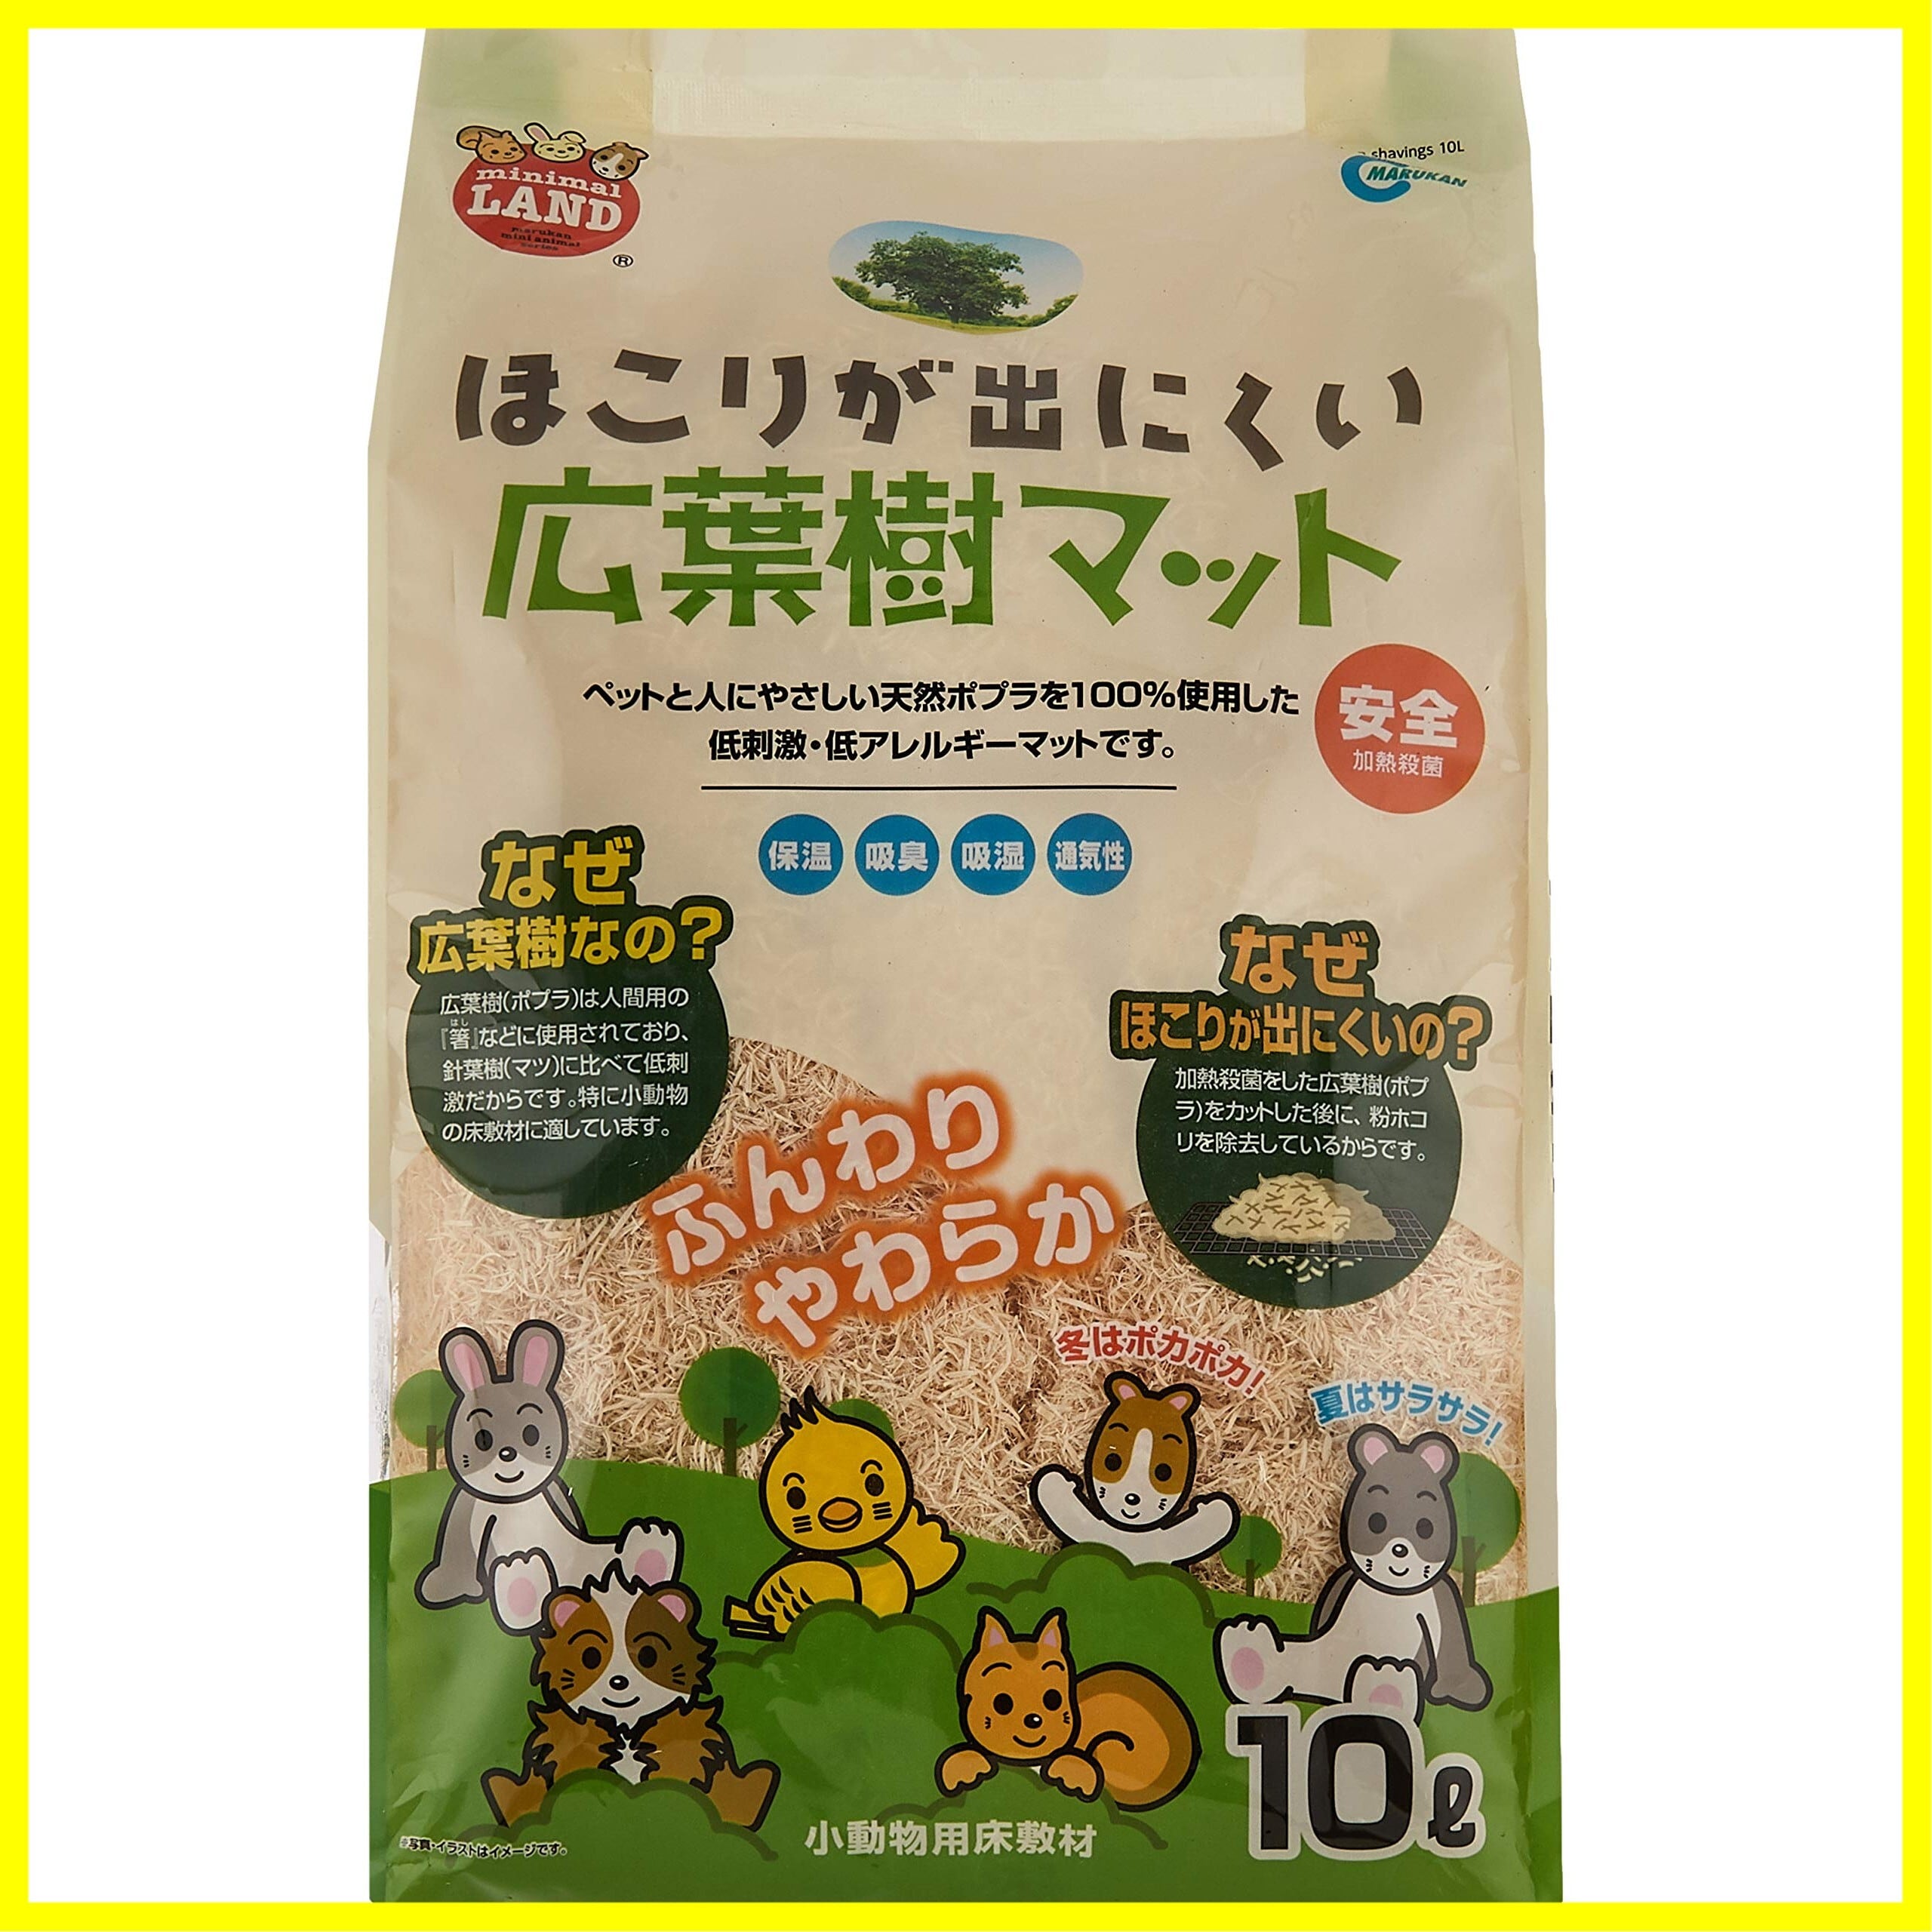 minimal
LAND
marukan
mini animal
series
®
shavings 10L
MARUKAN
ほこりが出にくい
広葉樹マット
ペットと人にやさしい天然ポプラを100%使用した
低刺激・低アレルギーマットです。
安全
加熱殺菌
保温
吸臭
吸湿
通気性
なぜ
広葉樹なの?
広葉樹(ポプラ)は人間用の
『箸』などに使用されており、
はし
針葉樹(マツ)に比べて低刺
激だからです。特に小動物
の床敷材に適しています。
なぜ
ほこりが出にくいの?
加熱殺菌をした広葉樹(ポプ
ラ)をカットした後に、粉ホコ
リを除去しているからです。
ふんわり
やわらか
冬はポカポカ!
夏はサラサラ!
10ℓ
小動物用床敷材
※写真・イラストはイメージです。